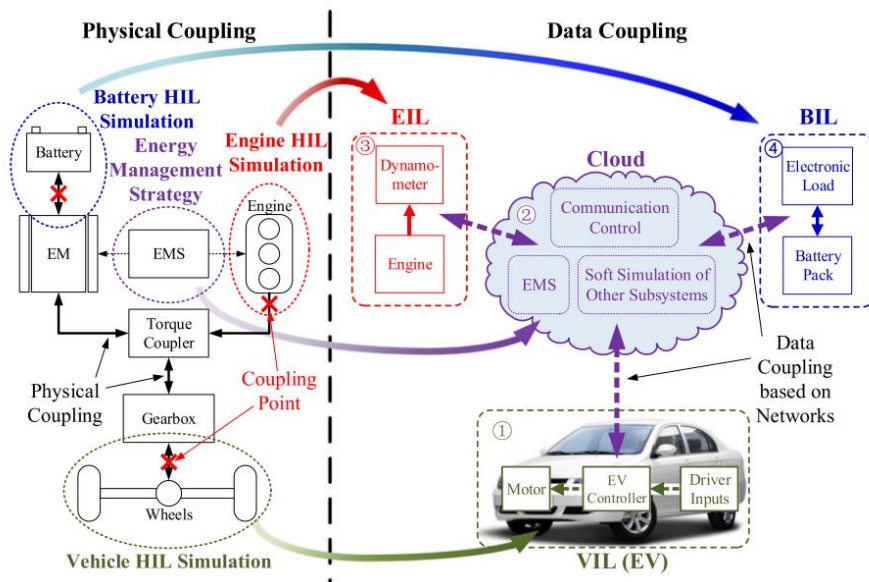 Physical Coupling
Data Coupling
Battery HIL
Simulation
Energy
Management
Strategy
Engine HIL
Simulation
Battery
EM
EMS
Engine
Torque
Coupler
Physical
Coupling
Coupling
Point
Gearbox
Wheels
Vehicle HIL Simulation
EIL
③
Dynamo-
meter
Engine
Cloud
②
Communication
Control
EMS
Soft Simulation of
Other Subsystems
BIL
④
Electronic
Load
Battery
Pack
Data
Coupling
based on
Networks
①
Motor
EV
Controller
Driver
Inputs
VIL (EV)